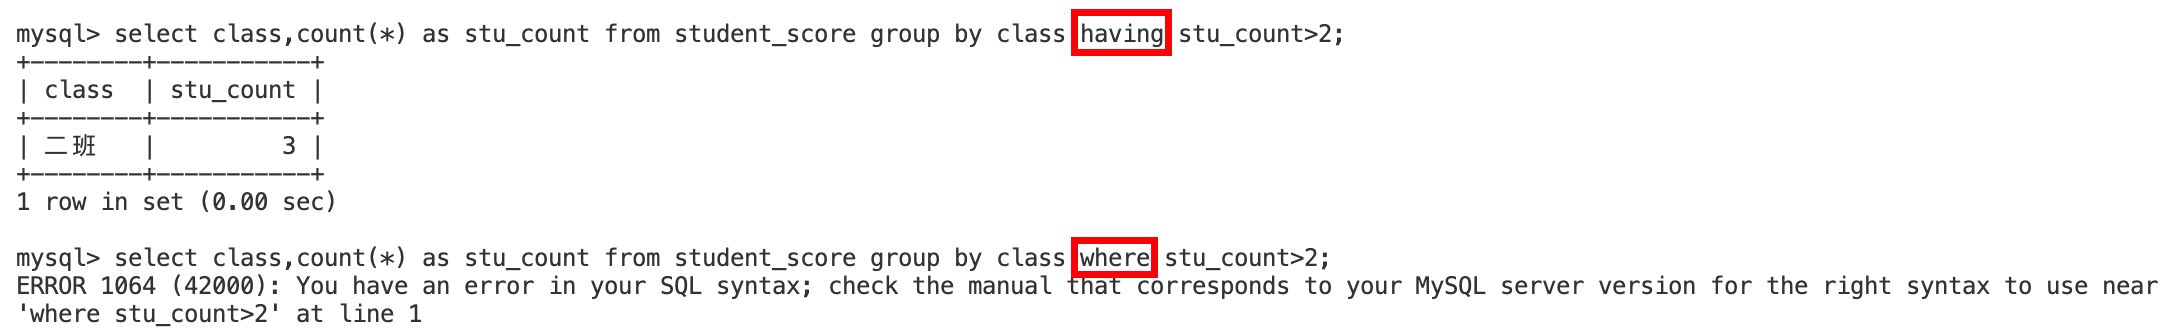 mysql> select class,count(*) as stu_count from student_score group by class having stu_count>2;
+--------+-----------+
| class  | stu_count |
+--------+-----------+
| 二班   |         3 |
+--------+-----------+
1 row in set (0.00 sec)
mysql> select class,count(*) as stu_count from student_score group by class where stu_count>2;
ERROR 1064 (42000): You have an error in your SQL syntax; check the manual that corresponds to your MySQL server version for the right syntax to use near
'where stu_count>2' at line 1